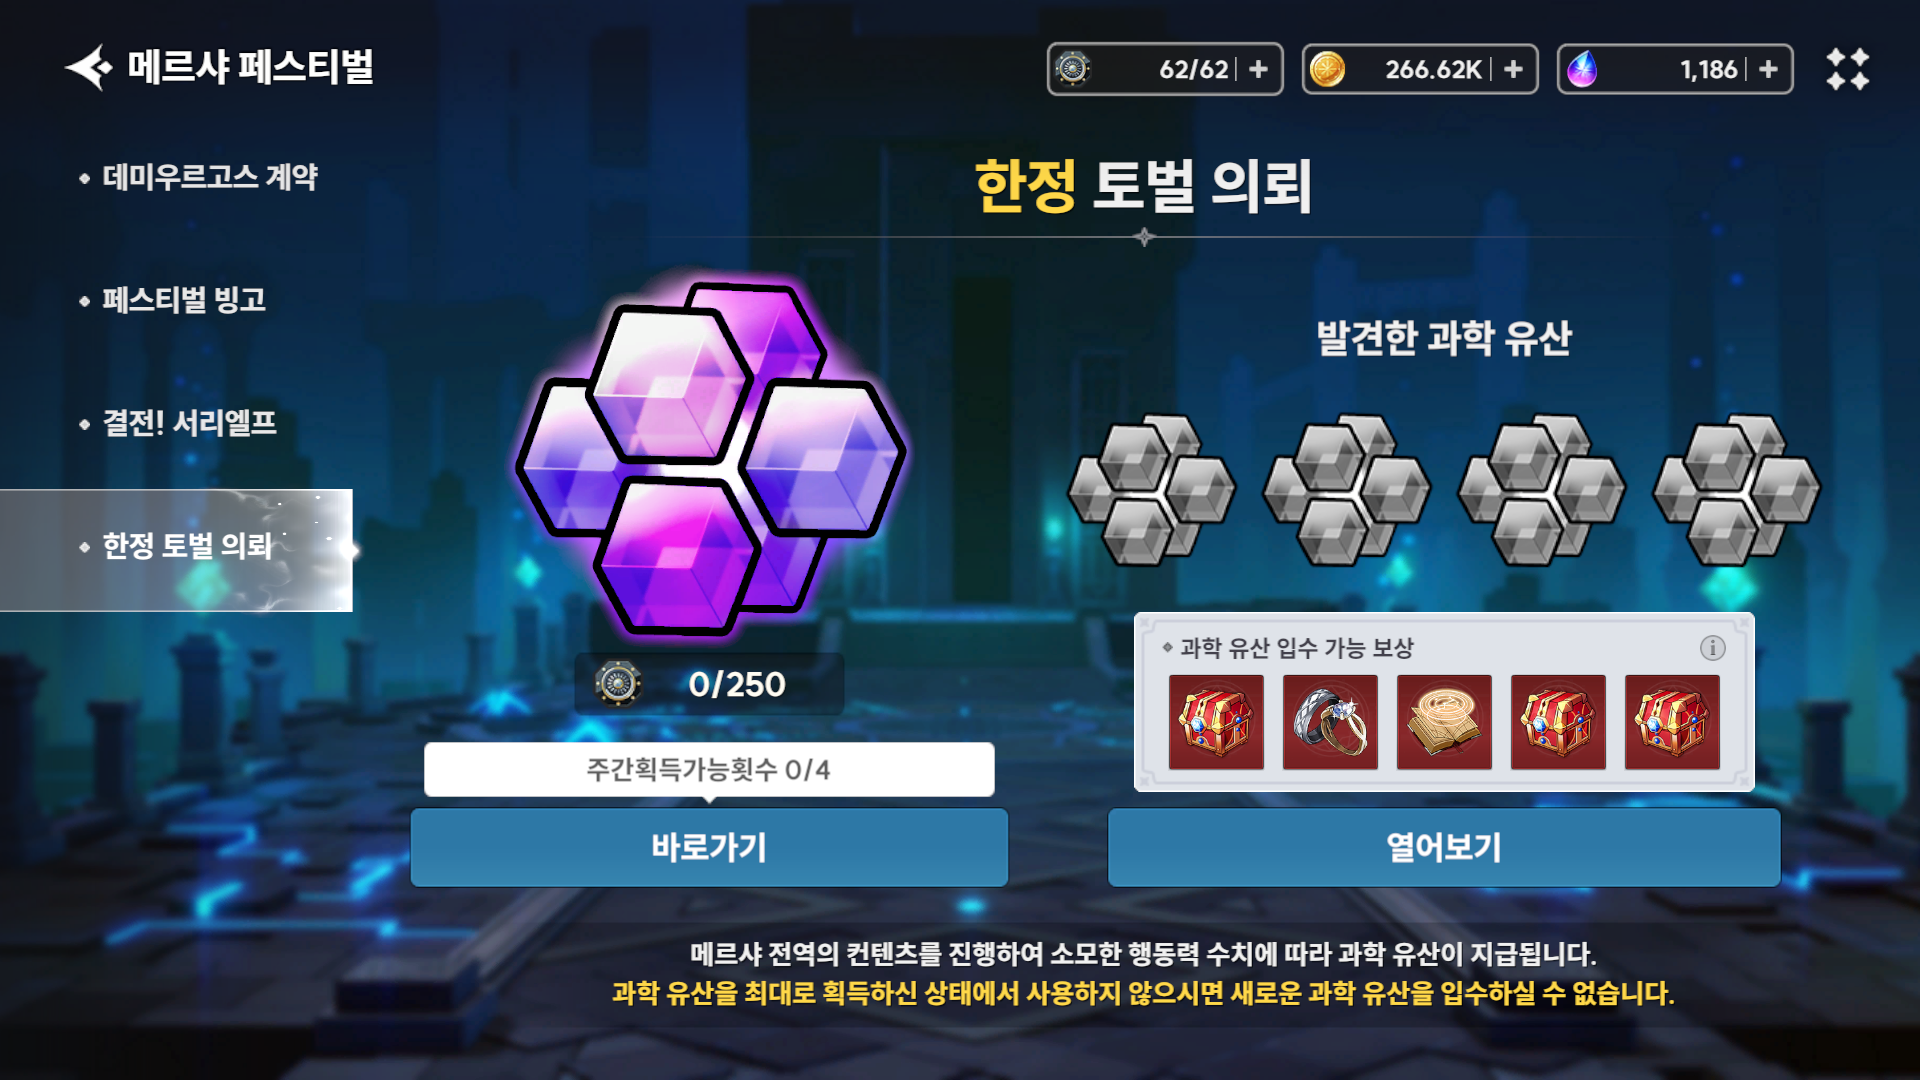 메르샤 페스티벌
62/62
266.62K
1,186
데미우르고스 계약
페스티벌 빙고
결전! 서리엘프
한정 토벌 의뢰
한정 토벌 의뢰
발견한 과학 유산
0/250
과학 유산 입수 가능 보상
주간획득가능횟수 0/4
바로가기
열어보기
메르샤 전역의 컨텐츠를 진행하여 소모한 행동력 수치에 따라 과학 유산이 지급됩니다.
과학 유산을 최대로 획득하신 상태에서 사용하지 않으시면 새로운 과학 유산을 입수하실 수 없습니다.